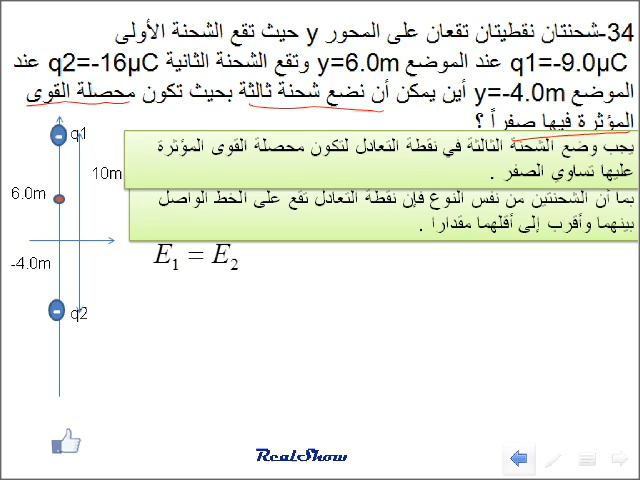 34-شحنتان نقطيتان تقعان على المحور y حيث تقع الشحنة الأولى
q1=-9.0µC عند الموضع y=6.0m وتقع الشحنة الثانية q2=-16µC عند
الموضع y=-4.0m أين يمكن أن نضع شحنة ثالثة بحيث تكون محصلة القوى
المؤثرة فيها صفراً ؟
q1
يجب وضع الشحنة الثالثة في نقطة التعادل لتكون محصلة القوى المؤثرة
عليها تساوي الصفر .
10m
6.0m
بما أن الشحنتين من نفس النوع فإن نقطة التعادل تقع على الخط الواصل
بينهما وأقرب إلى أقلهما مقدارا .
E₁ = E₂
-4.0m
q2
RealShow